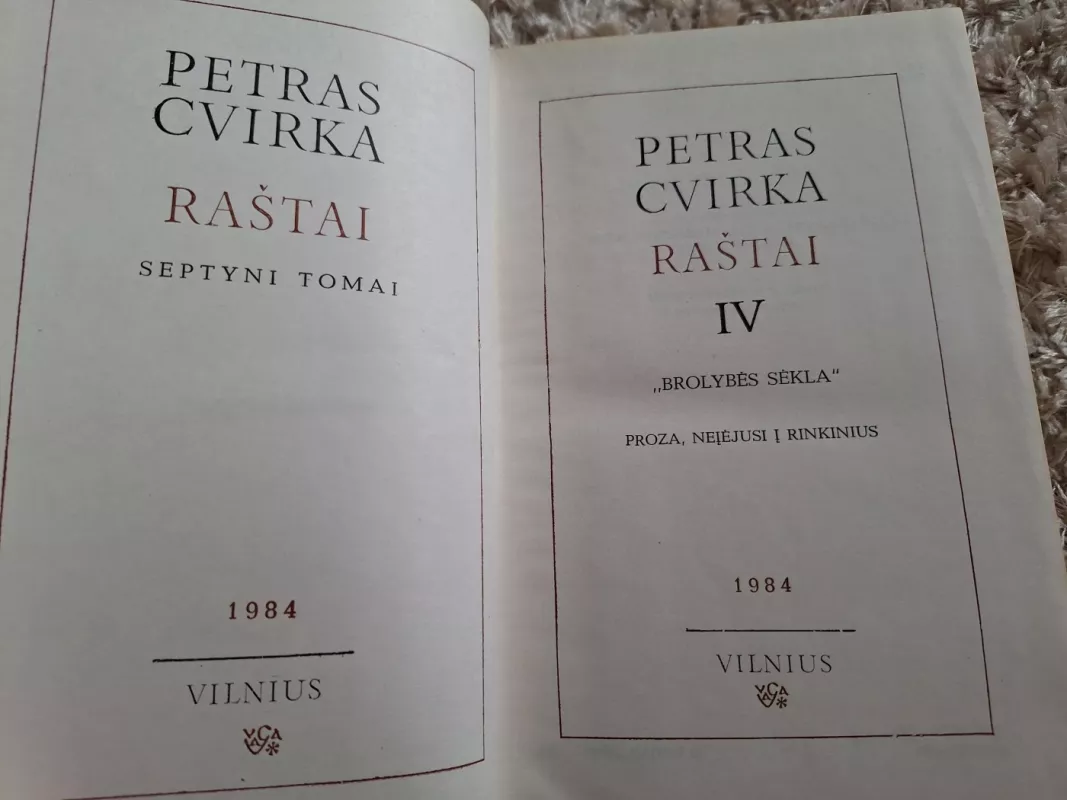 PETRAS
CVIRKA
RAŠTAI
SEPTYNI TOMAI
1984
VILNIUS
PETRAS
CVIRKA
RAŠTAI
IV
„BROLYBĖS SĖKLA“
PROZA, NEĮĖJUSI Į RINKINIUS
1984
VILNIUS